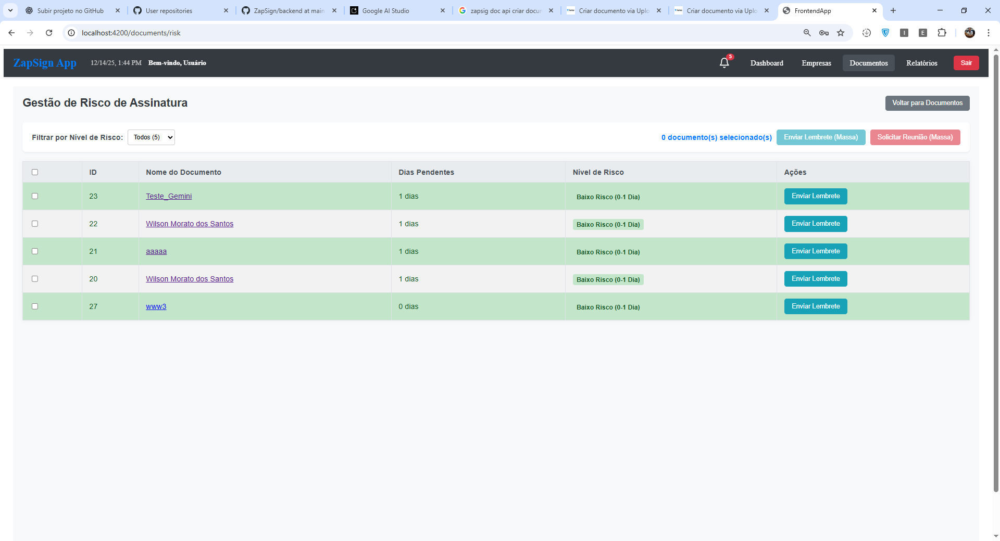 Subir projeto no GitHub
User repositories
ZapSign/backend at main
Google AI Studio
zapsig doc api criar docun
Criar documento via Uplo
Criar documento via Uplo
FrontendApp
localhost:4200/documents/risk
I
E
ZapSign App
12/14/25, 1:44 PM
Bem-vindo, Usuário
5
Dashboard
Empresas
Documentos
Relatórios
Sair
Gestão de Risco de Assinatura
Voltar para Documentos
Filtrar por Nível de Risco:
Todos (5)
0 documento(s) selecionado(s)
Enviar Lembrete (Massa)
Solicitar Reunião (Massa)
ID Nome do Documento Dias Pendentes Nível de Risco Ações
23 Teste_Gemini 1 dias Baixo Risco (0-1 Dia) Enviar Lembrete
22 Wilson Morato dos Santos 1 dias Baixo Risco (0-1 Dia) Enviar Lembrete
21 aaaaa 1 dias Baixo Risco (0-1 Dia) Enviar Lembrete
20 Wilson Morato dos Santos 1 dias Baixo Risco (0-1 Dia) Enviar Lembrete
27 www3 0 dias Baixo Risco (0-1 Dia) Enviar Lembrete